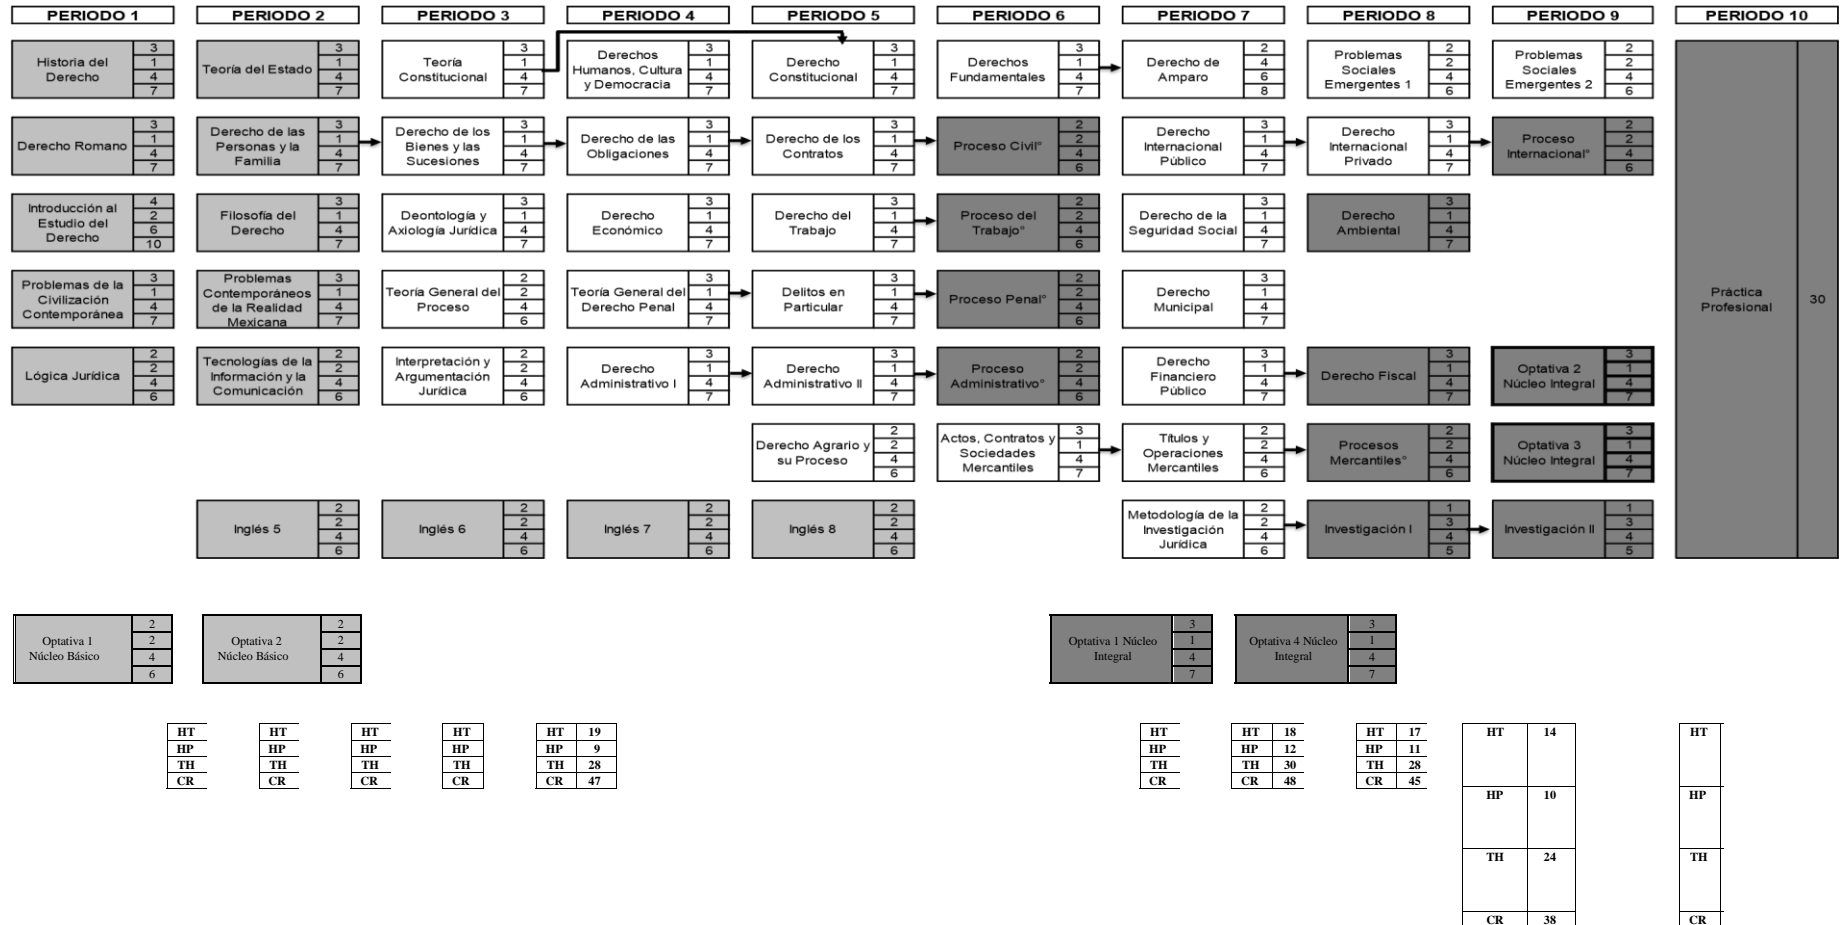 PERIODO 1
PERIODO 2
PERIODO 3
PERIODO 4
PERIODO 5
PERIODO 6
PERIODO 7
PERIODO 8
PERIODO 9
PERIODO 10
Historia del
Derecho
3
1
4
7
Teoría del Estado
3
1
4
7
Teoría
Constitucional
3
1
4
7
Derechos
Humanos, Cultura
y Democracia
3
1
4
7
Derecho
Constitucional
3
1
4
7
Derechos
Fundamentales
3
1
4
7
Derecho de
Amparo
2
4
6
8
Problemas
Sociales
Emergentes 1
2
2
4
6
Problemas
Sociales
Emergentes 2
2
2
4
6
Práctica
Profesional
30
Derecho Romano
3
1
4
7
Derecho de las
Personas y la
Familia
3
1
4
7
Derecho de los
Bienes y las
Sucesiones
3
1
4
7
Derecho de las
Obligaciones
3
1
4
7
Derecho de los
Contratos
3
1
4
7
Proceso Civil°
2
2
4
6
Derecho
Internacional
Público
3
1
4
7
Derecho
Internacional
Privado
3
1
4
7
Proceso
Internacional°
2
2
4
6
Introducción al
Estudio del
Derecho
4
2
6
10
Filosofía del
Derecho
3
1
4
7
Deontología y
Axiología Jurídica
3
1
4
7
Derecho
Económico
3
1
4
7
Derecho del
Trabajo
3
1
4
7
Proceso del
Trabajo°
2
2
4
6
Derecho de la
Seguridad Social
3
1
4
7
Derecho
Ambiental
3
1
4
7
Problemas de la
Civilización
Contemporánea
3
1
4
7
Problemas
Contemporáneos
de la Realidad
Mexicana
3
1
4
7
Teoría General del
Proceso
2
2
4
6
Teoría General del
Derecho Penal
3
1
4
7
Delitos en
Particular
3
1
4
7
Proceso Penal°
2
2
4
6
Derecho
Municipal
3
1
4
7
Lógica Jurídica
2
2
4
6
Tecnologías de la
Información y la
Comunicación
2
2
4
6
Interpretación y
Argumentación
Jurídica
2
2
4
6
Derecho
Administrativo I
3
1
4
7
Derecho
Administrativo II
3
1
4
7
Proceso
Administrativo°
2
2
4
6
Derecho
Financiero
Público
3
1
4
7
Derecho Fiscal
3
1
4
7
Optativa 2
Núcleo Integral
3
1
4
7
Derecho Agrario y
su Proceso
2
2
4
6
Actos, Contratos y
Sociedades
Mercantiles
3
1
4
7
Títulos y
Operaciones
Mercantiles
2
2
4
6
Procesos
Mercantiles°
2
2
4
6
Optativa 3
Núcleo Integral
3
1
4
7
Inglés 5
2
2
4
6
Inglés 6
2
2
4
6
Inglés 7
2
2
4
6
Inglés 8
2
2
4
6
Metodología de la
Investigación
Jurídica
2
2
4
6
Investigación I
1
3
4
5
Investigación II
1
3
4
5
Optativa 1
Núcleo Básico
2
2
4
6
Optativa 2
Núcleo Básico
2
2
4
6
Optativa 1 Núcleo
Integral
3
1
4
7
Optativa 4 Núcleo
Integral
3
1
4
7
HT
HP
TH
CR
HT
HP
TH
CR
HT
HP
TH
CR
HT
HP
TH
CR
HT 19
HP 9
TH 28
CR 47
HT
HP
TH
CR
HT 18
HP 12
TH 30
CR 48
HT 17
HP 11
TH 28
CR 45
HT 14
HP 10
TH 24
CR 38
HT
HP
TH
CR